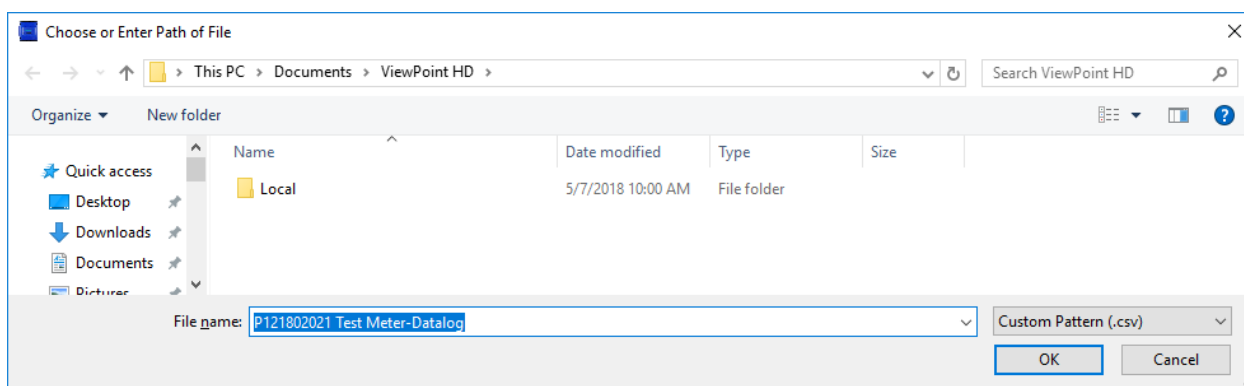 Choose or Enter Path of File
This PC > Documents > ViewPoint HD >
Search ViewPoint HD
Organize
New folder
Name
Date modified
Type
Size
Quick access
Local
5/7/2018 10:00 AM
File folder
Desktop
Downloads
Documents
Pictures
File name:
P121802021 Test Meter-Datalog
Custom Pattern (.csv)
OK
Cancel